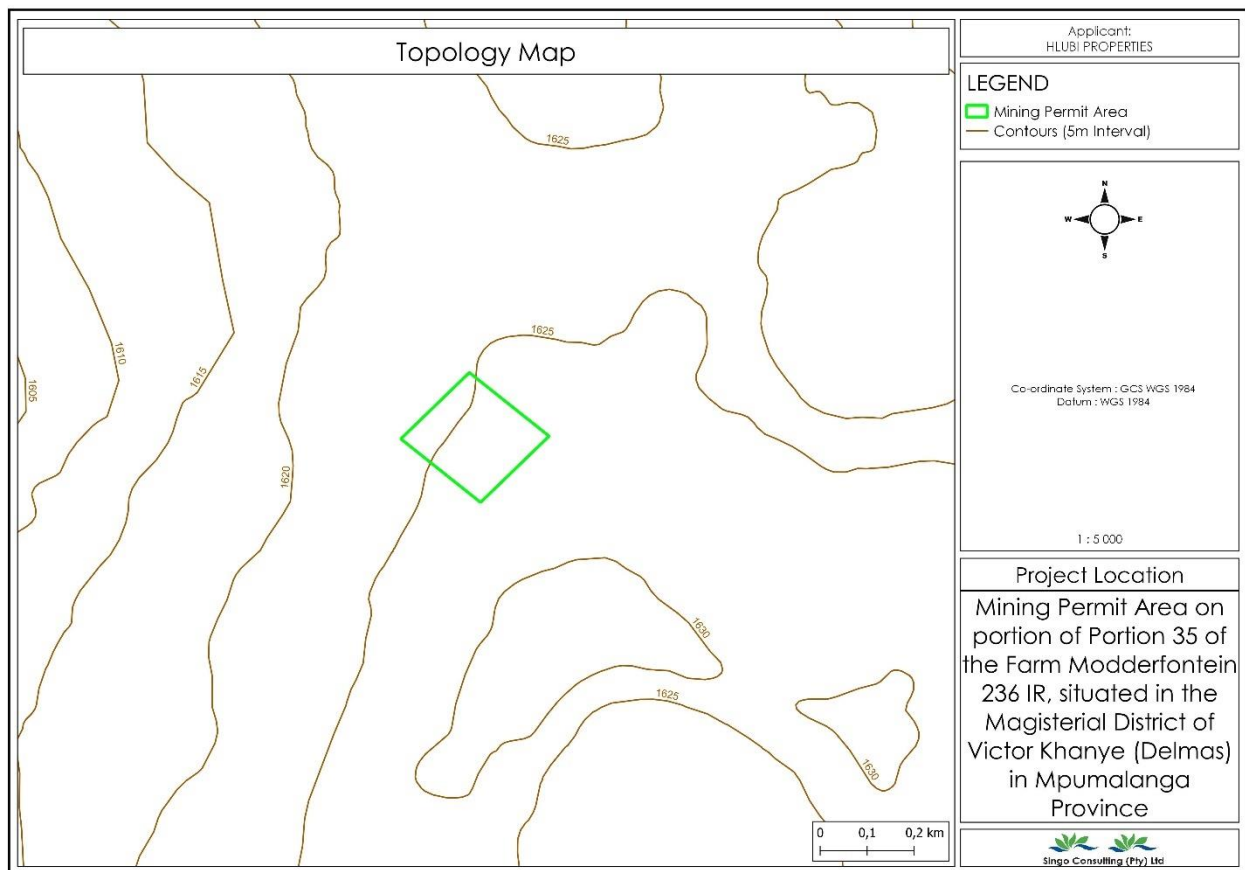 Topology Map
1625
1610
1605
1615
1625
1620
1630
1625
1630
0 0,1 0,2 km
Applicant:
HLUBI PROPERTIES
LEGEND
Mining Permit Area
Contours (5m Interval)
N
W E
S
Co-ordinate System : GCS WGS 1984
Datum : WGS 1984
1 : 5 000
Project Location
Mining Permit Area on
portion of Portion 35 of
the Farm Modderfontein
236 IR, situated in the
Magisterial District of
Victor Khanye (Delmas)
in Mpumalanga
Province
Singo Consulting (Pty) Ltd